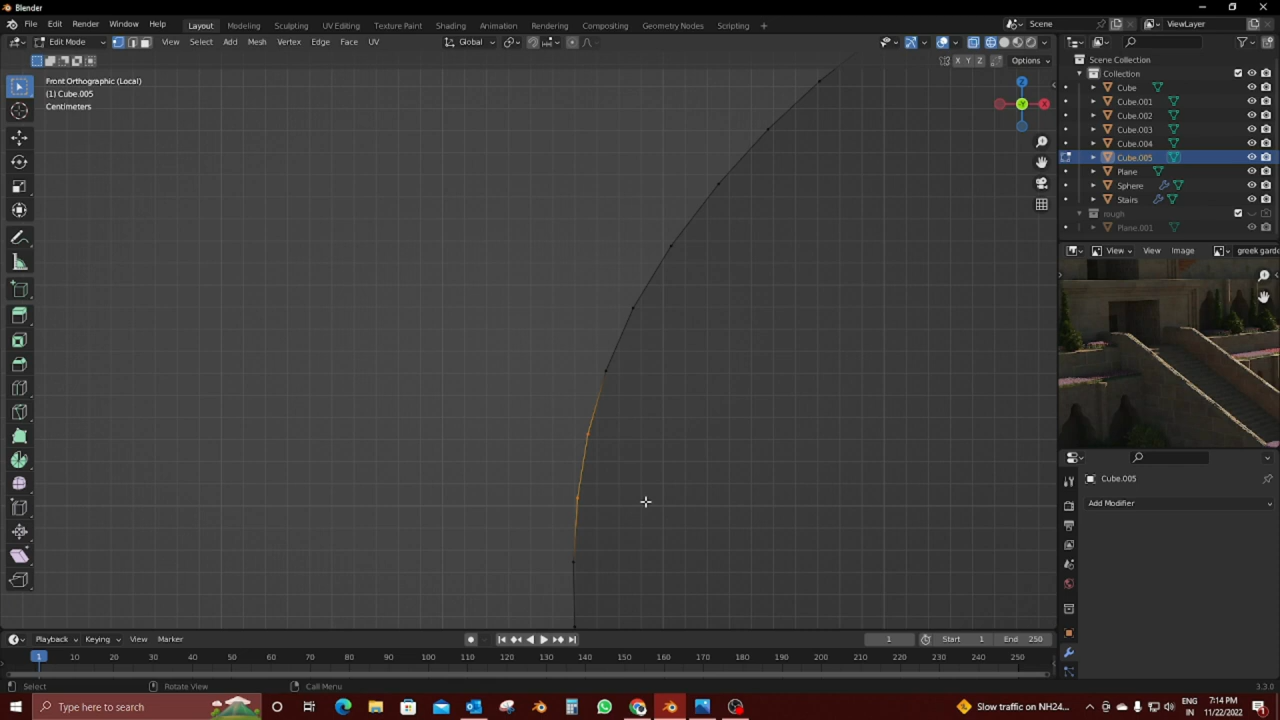 Blender
File Edit Render Window Help
Layout Modeling Sculpting UV Editing Texture Paint Shading Animation Rendering Compositing Geometry Nodes Scripting
Scene ViewLayer
Edit Mode View Select Add Mesh Vertex Edge Face UV Global
X Y Z Options
Front Orthographic (Local)
(1) Cube.005
Centimeters
Z
X
-Y
Scene Collection
Collection
Cube
Cube.001
Cube.002
Cube.003
Cube.004
Cube.005
Plane
Sphere
Stairs
rough
Plane.001
View View Image greek gard
Cube.005
Add Modifier
Playback Keying View Marker 1 Start 1 End 250
1 10 20 30 40 50 60 70 80 90 100 110 120 130 140 150 160 170 180 190 200 210 220 230 240 250
Select Rotate View Call Menu 3.3.0
Type here to search Slow traffic on NH24... ENG IN 7:14 PM 11/22/2022